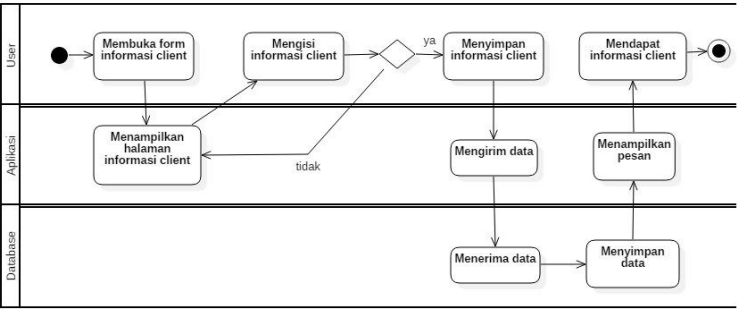 User
Membuka form
informasi client
Mengisi
informasi client
ya
Menyimpan
informasi client
Mendapat
informasi client
tidak
Aplikasi
Menampilkan
halaman
informasi client
Mengirim data
Menampilkan
pesan
Database
Menerima data
Menyimpan
data